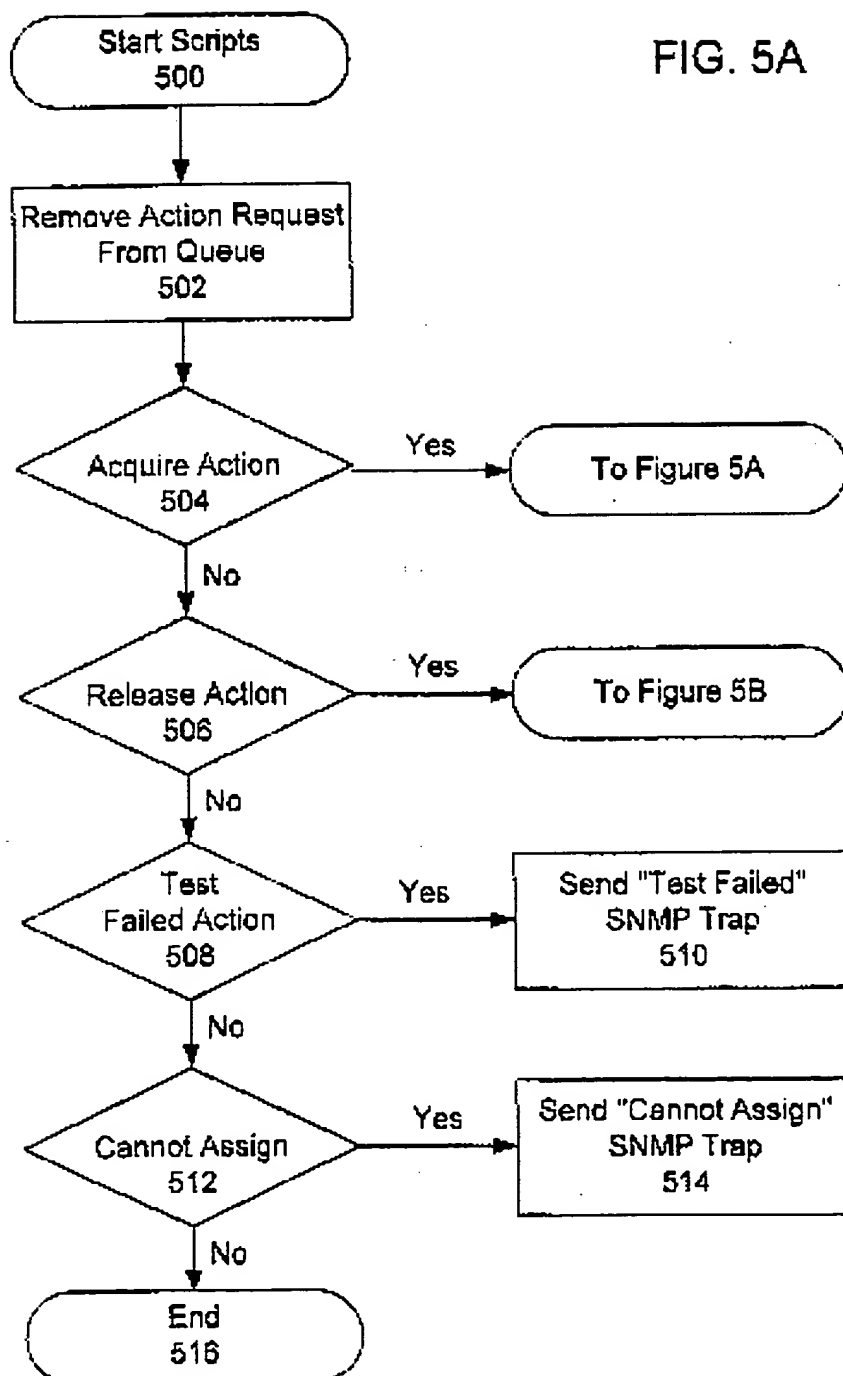 FIG. 5A
Start Scripts
500
Remove Action Request
From Queue
502
Acquire Action
504
Yes
To Figure 5A
No
Release Action
506
Yes
To Figure 5B
No
Test
Failed Action
508
Yes
Send "Test Failed"
SNMP Trap
510
No
Cannot Assign
512
Yes
Send "Cannot Assign"
SNMP Trap
514
No
End
516